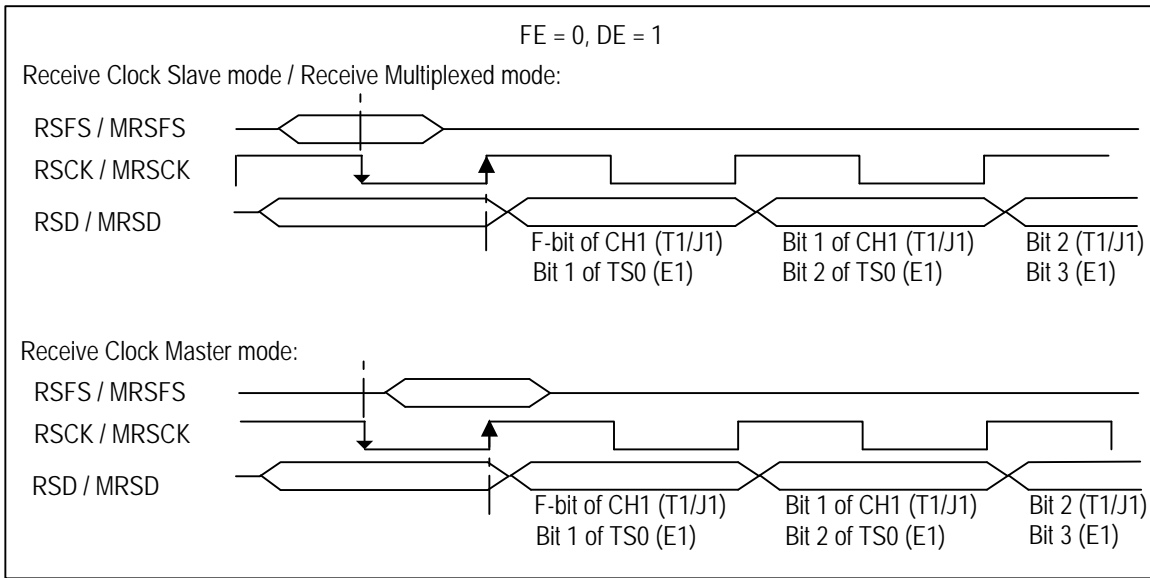 FE = 0, DE = 1
Receive Clock Slave mode / Receive Multiplexed mode:
RSFS / MRSFS
RSCK / MRSCK
RSD / MRSD
F-bit of CH1 (T1/J1)
Bit 1 of TS0 (E1)
Bit 1 of CH1 (T1/J1)
Bit 2 of TS0 (E1)
Bit 2 (T1/J1)
Bit 3 (E1)
Receive Clock Master mode:
RSFS / MRSFS
RSCK / MRSCK
RSD / MRSD
F-bit of CH1 (T1/J1)
Bit 1 of TS0 (E1)
Bit 1 of CH1 (T1/J1)
Bit 2 of TS0 (E1)
Bit 2 (T1/J1)
Bit 3 (E1)